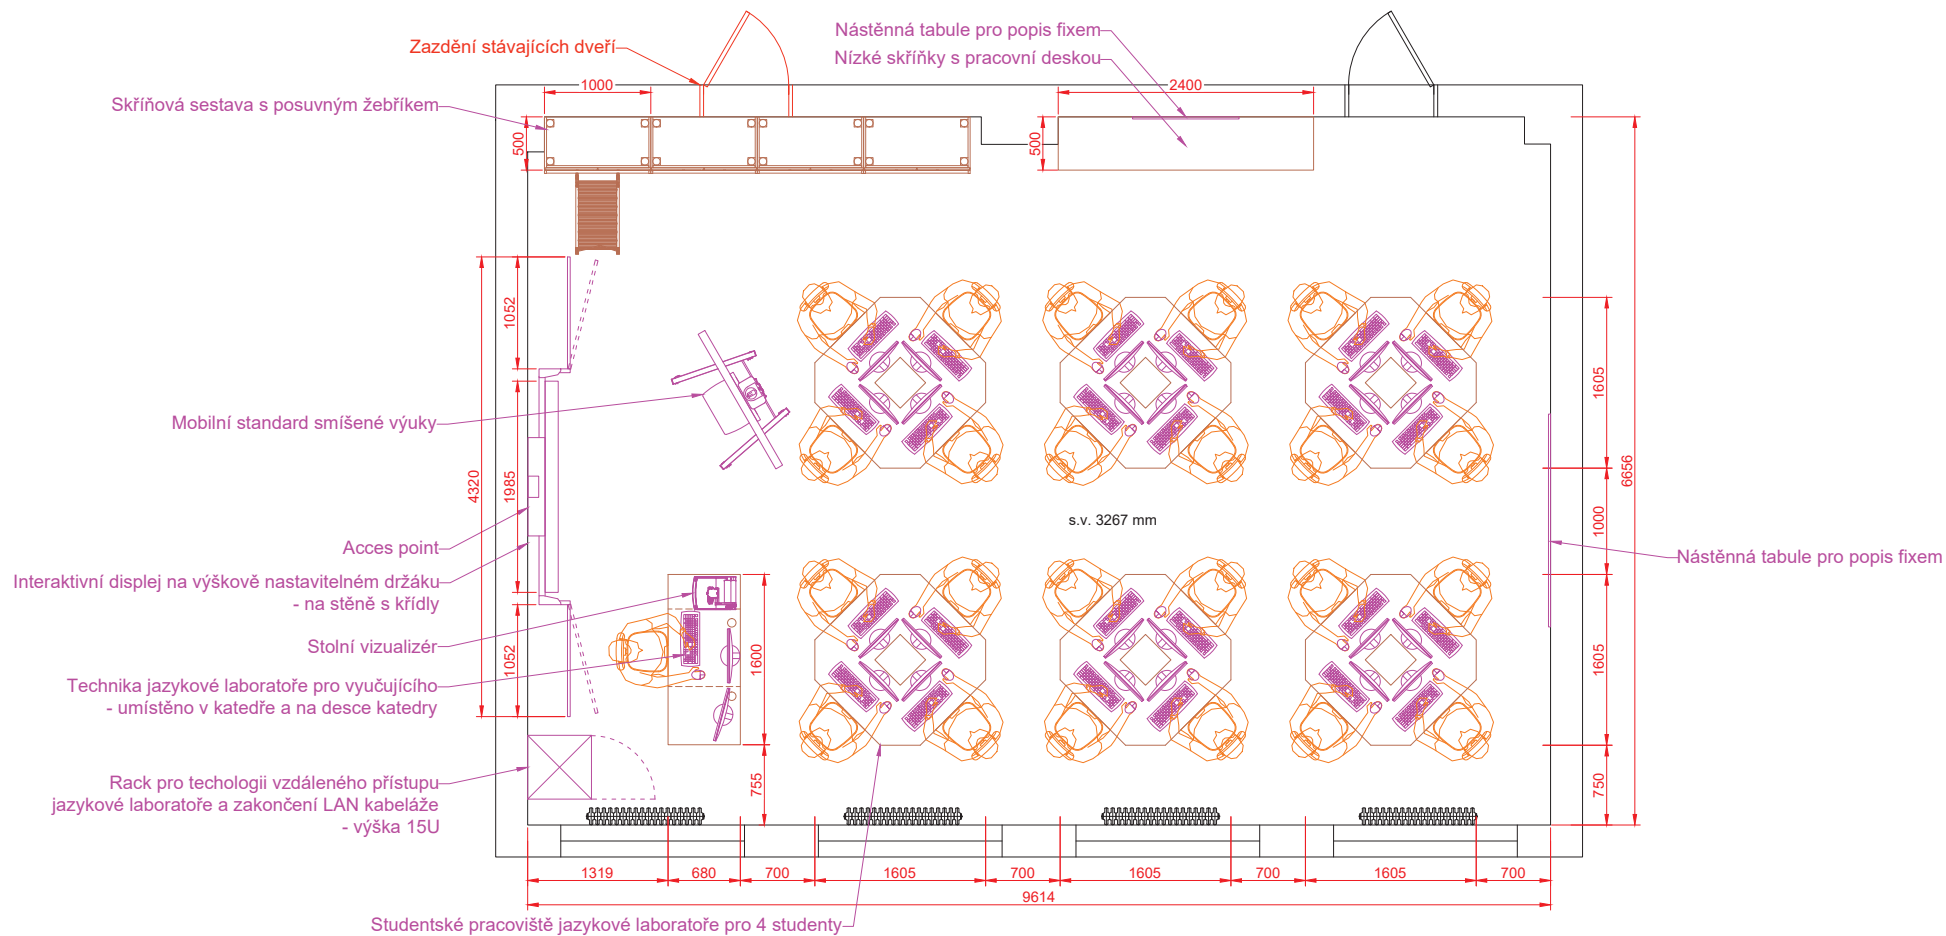 Nástěnná tabule pro popis fixem
Zazdění stávajících dveří
Nízké skříňky s pracovní deskou
1000
2400
Skříňová sestava s posuvným žebříkem
500
500
1052
1605
Mobilní standard smíšené výuky
4320
1985
6656
1000
s.v. 3267 mm
Acces point
Nástěnná tabule pro popis fixem
Interaktivní displej na výškově nastavitelném držáku
- na stěně s křídly
Stolní vizualizér
1052
1600
1605
Technika jazykové laboratoře pro vyučujícího
- umístěno v katedře a na desce katedry
Rack pro techologii vzdáleného přístupu
jazykové laboratoře a zakončení LAN kabeláže
- výška 15U
755
750
1319
680
700
1605
700
1605
700
1605
700
9614
Studentské pracoviště jazykové laboratoře pro 4 studenty